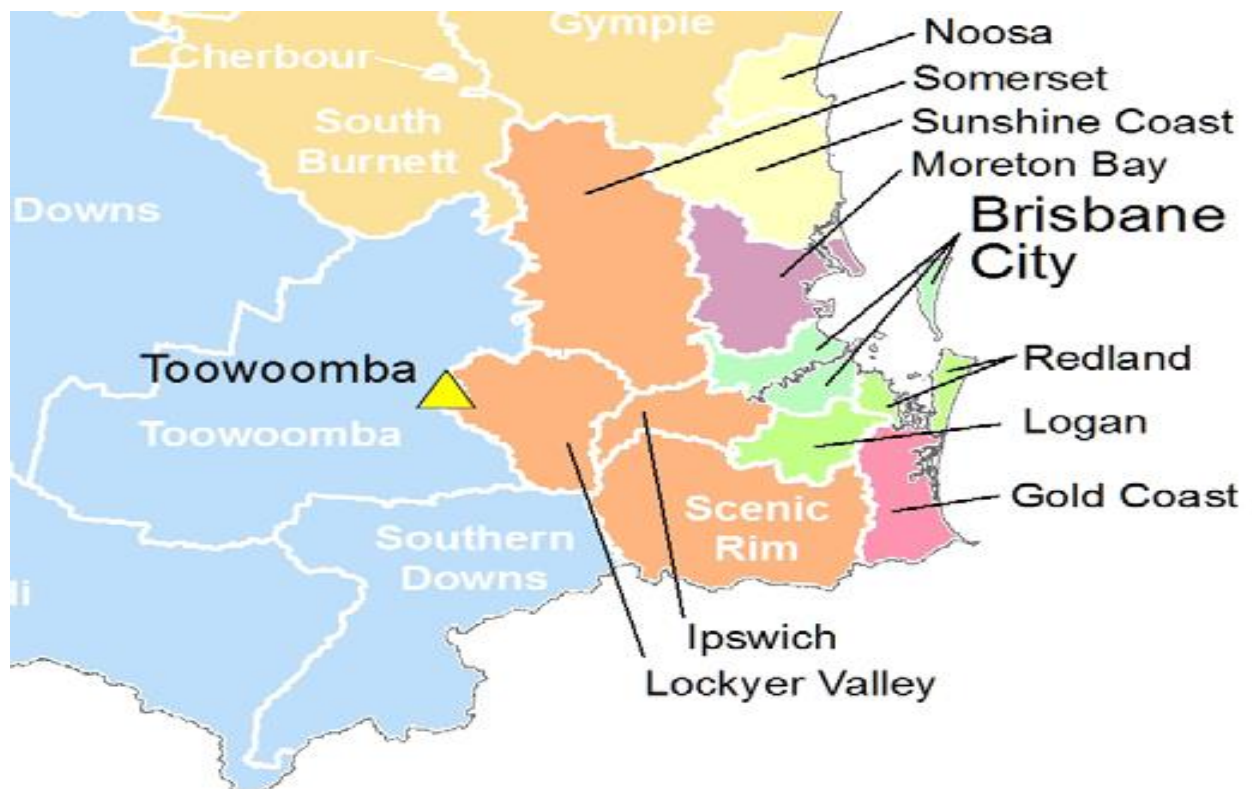 Gympie
Noosa
Cherbour
Somerset
South
Burnett
Sunshine Coast
Moreton Bay
Downs
Brisbane
City
Toowoomba
Redland
Toowoomba
Logan
Gold Coast
Scenic
Rim
Southern
Downs
li
Ipswich
Lockyer Valley